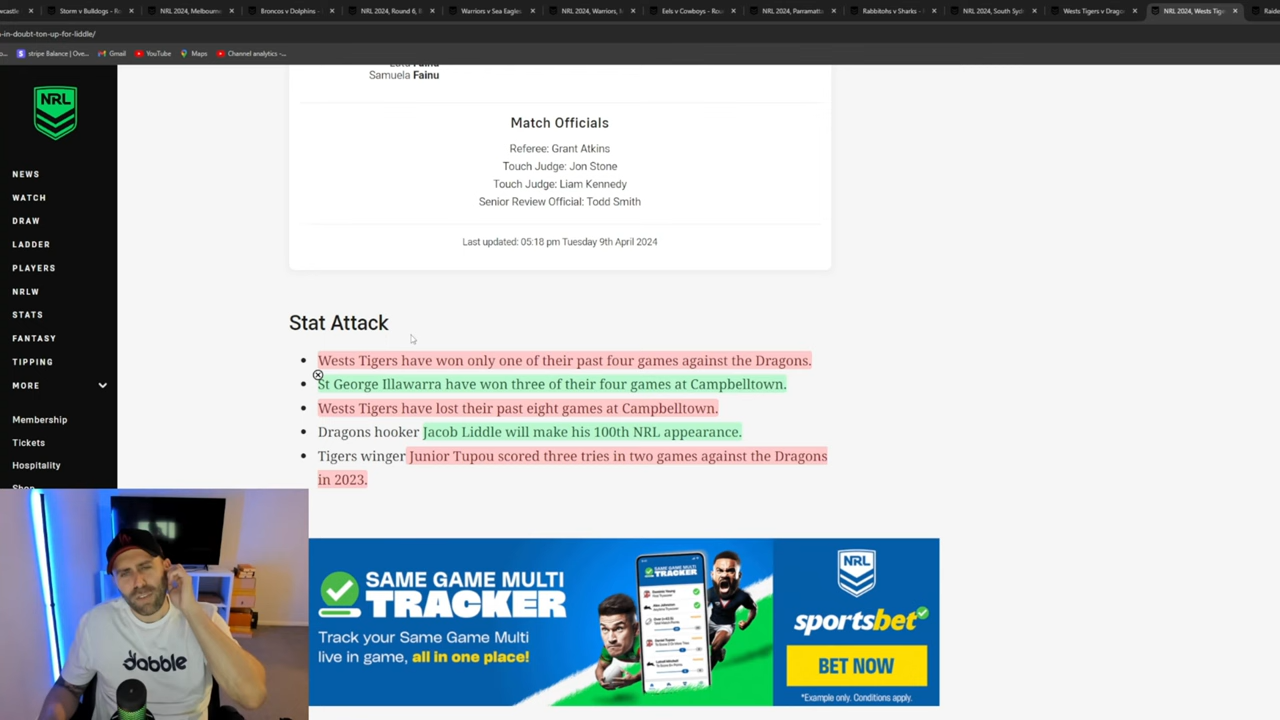 Storm v Bulldogs - R
NRL 2024, Melbourne
Broncos v Dolphins -
NRL 2024, Round 6,
Warriors v Sea Eagles
NRL 2024, Warriors,
Eels v Cowboys - Rou
NRL 2024, Parramatta
Rabbitohs v Sharks -
NRL 2024, South Syd
Wests Tigers v Drago
NRL 2024, Wests Tig
Raide
-in-doubt-ton-up-for-liddle/
stripe Balance | Ove...
Gmail
YouTube
Maps
Channel analytics -...
NRL
NEWS
WATCH
DRAW
LADDER
PLAYERS
NRLW
STATS
FANTASY
TIPPING
MORE
Membership
Tickets
Hospitality
Shop
Fainu
Samuela Fainu
Match Officials
Referee: Grant Atkins
Touch Judge: Jon Stone
Touch Judge: Liam Kennedy
Senior Review Official: Todd Smith
Last updated: 05:18 pm Tuesday 9th April 2024
Stat Attack
Wests Tigers have won only one of their past four games against the Dragons.
St George Illawarra have won three of their four games at Campbelltown.
Wests Tigers have lost their past eight games at Campbelltown.
Dragons hooker Jacob Liddle will make his 100th NRL appearance.
Tigers winger Junior Tupou scored three tries in two games against the Dragons
in 2023.
SAME GAME MULTI
TRACKER
Track your Same Game Multi
live in game, all in one place!
NRL
sportsbet
BET NOW
*Example only. Conditions apply.
dabble